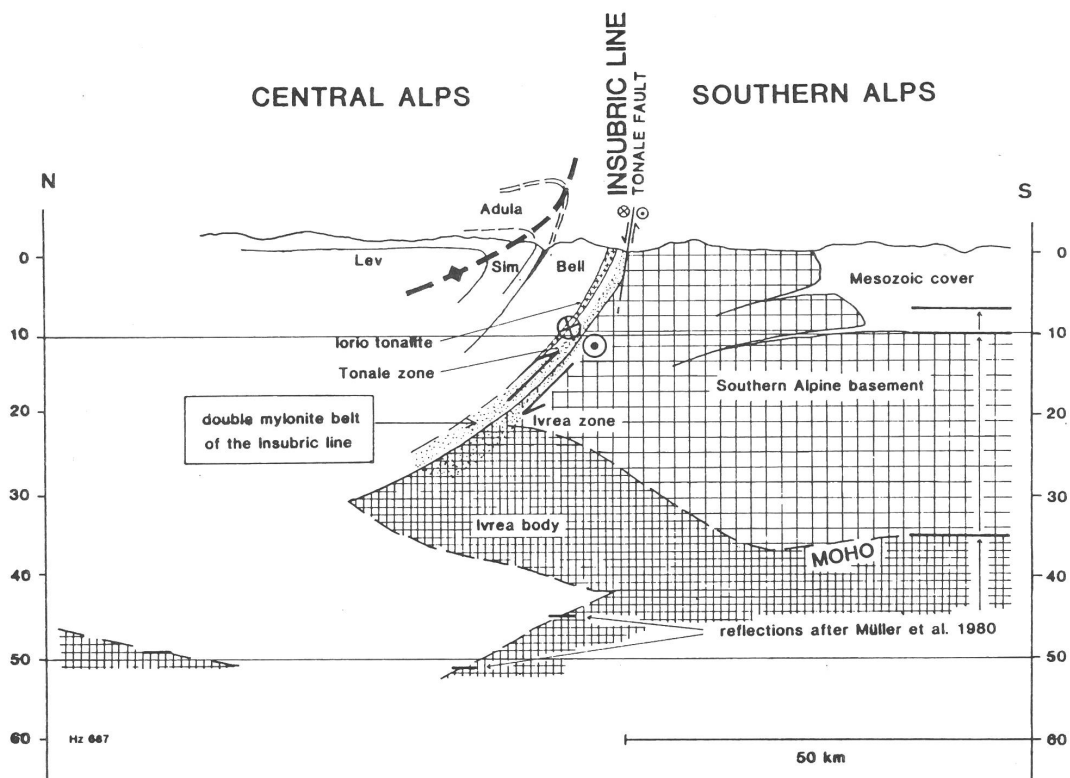 CENTRAL ALPS
INSUBRIC LINE
TONALE FAULT
SOUTHERN ALPS
N
S
Adula
Lev
Sim
Bell
Mesozoic cover
Iorio tonalite
Tonale zone
Southern Alpine basement
double mylonite belt
of the Insubric line
Ivrea zone
Ivrea body
MOHO
reflections after Müller et al. 1980
0
10
20
30
40
50
60
0
10
20
30
40
50
60
Hz 687
50 km